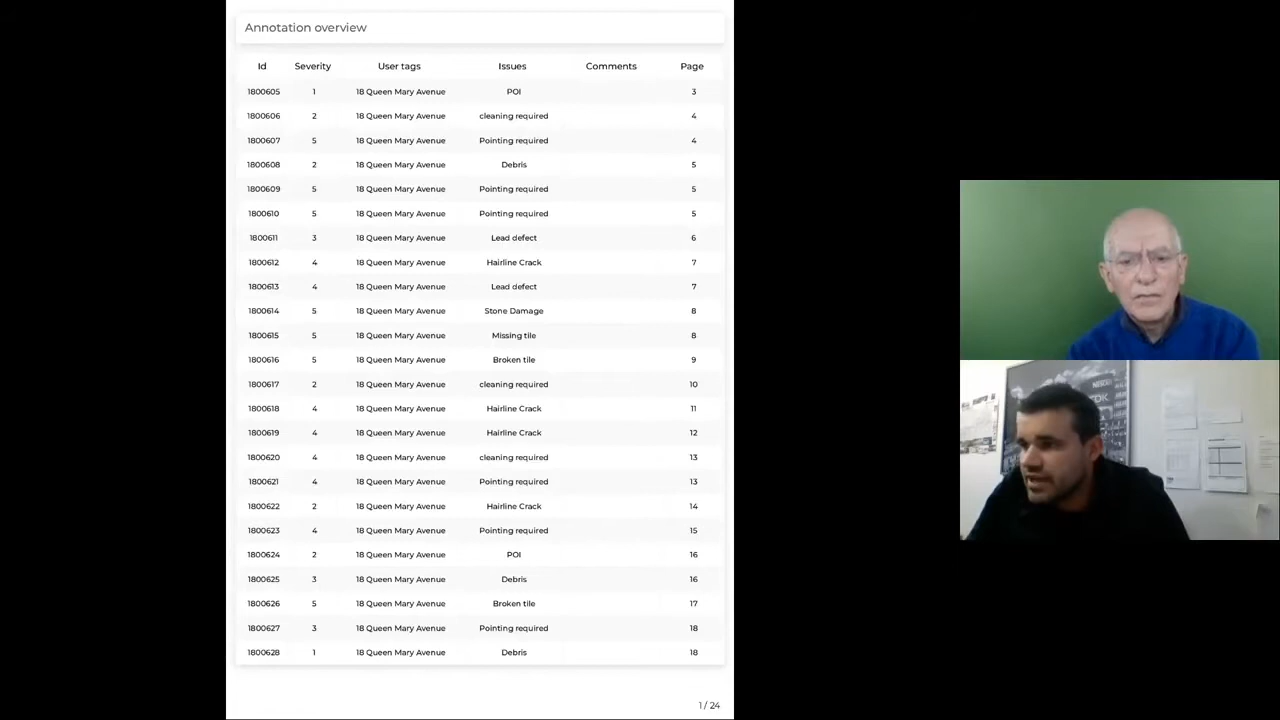 Annotation overview
Id Severity User tags Issues Comments Page
1800605 1 18 Queen Mary Avenue POI 3
1800606 2 18 Queen Mary Avenue cleaning required 4
1800607 5 18 Queen Mary Avenue Pointing required 4
1800608 2 18 Queen Mary Avenue Debris 5
1800609 5 18 Queen Mary Avenue Pointing required 5
1800610 5 18 Queen Mary Avenue Pointing required 5
1800611 3 18 Queen Mary Avenue Lead defect 6
1800612 4 18 Queen Mary Avenue Hairline Crack 7
1800613 4 18 Queen Mary Avenue Lead defect 7
1800614 5 18 Queen Mary Avenue Stone Damage 8
1800615 5 18 Queen Mary Avenue Missing tile 8
1800616 5 18 Queen Mary Avenue Broken tile 9
1800617 2 18 Queen Mary Avenue cleaning required 10
1800618 4 18 Queen Mary Avenue Hairline Crack 11
1800619 4 18 Queen Mary Avenue Hairline Crack 12
1800620 4 18 Queen Mary Avenue cleaning required 13
1800621 4 18 Queen Mary Avenue Pointing required 13
1800622 2 18 Queen Mary Avenue Hairline Crack 14
1800623 4 18 Queen Mary Avenue Pointing required 15
1800624 2 18 Queen Mary Avenue POI 16
1800625 3 18 Queen Mary Avenue Debris 16
1800626 5 18 Queen Mary Avenue Broken tile 17
1800627 3 18 Queen Mary Avenue Pointing required 18
1800628 1 18 Queen Mary Avenue Debris 18
1 / 24